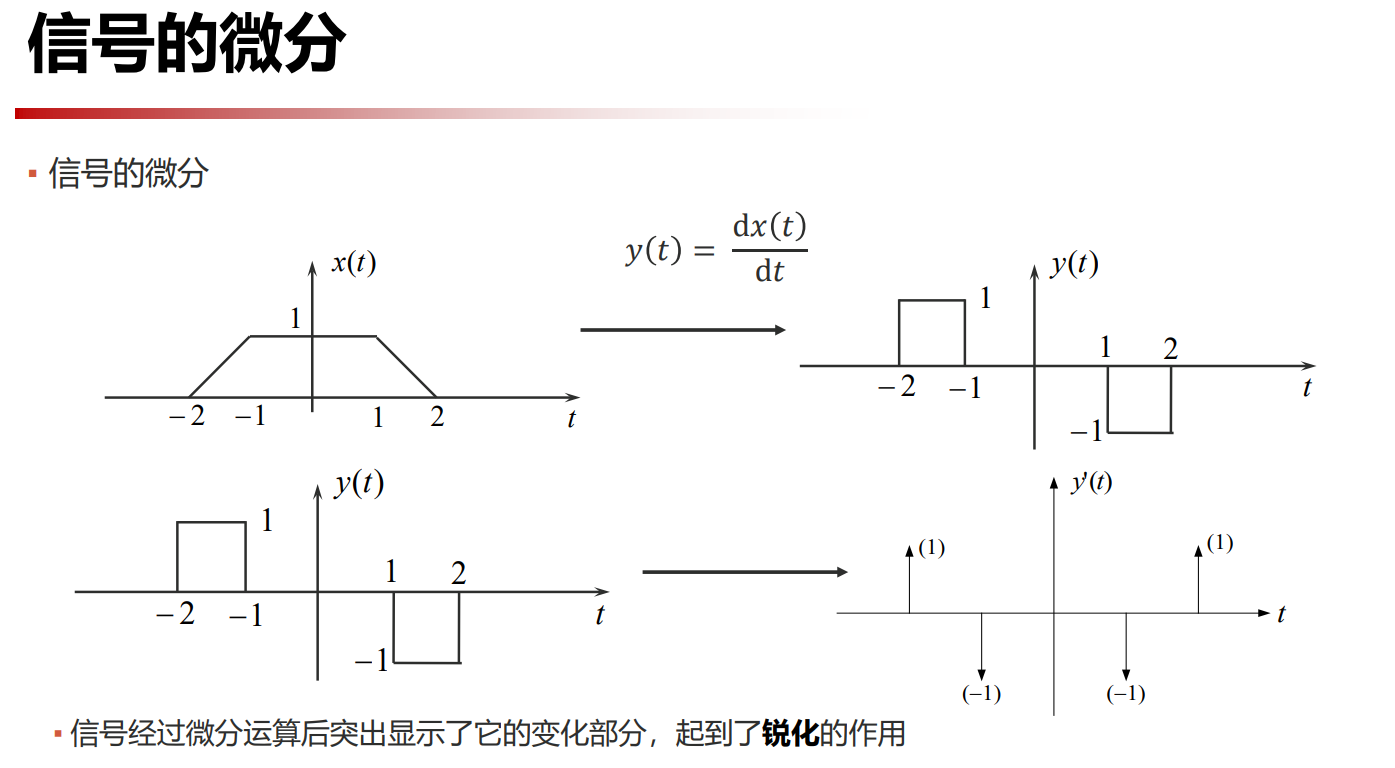 信号的微分
▪ 信号的微分
y(t) = dx(t)/dt
x(t)
1
−2 −1 1 2 t
y(t)
1
1 2
−2 −1 t
−1
y(t)
1
1 2
−2 −1 t
−1
y'(t)
(1) (1)
t
(−1) (−1)
▪ 信号经过微分运算后突出显示了它的变化部分，起到了锐化的作用